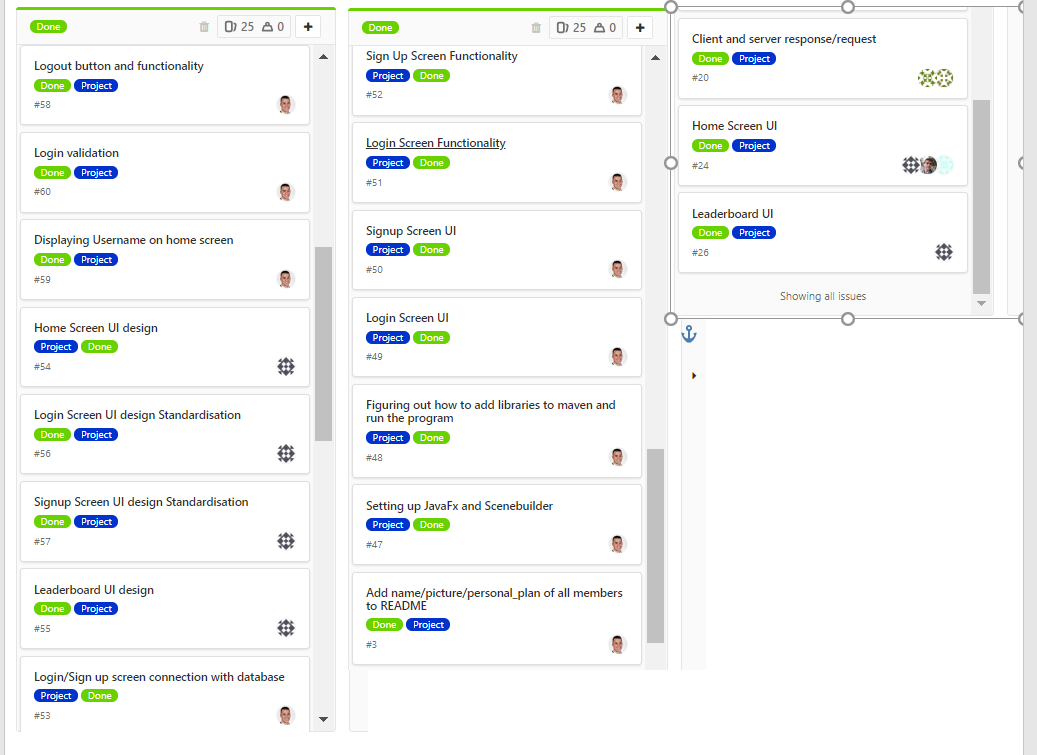 Done
25
0
Logout button and functionality
Done Project
#58
Login validation
Done Project
#60
Displaying Username on home screen
Done Project
#59
Home Screen UI design
Project Done
#54
Login Screen UI design Standardisation
Done Project
#56
Signup Screen UI design Standardisation
Done Project
#57
Leaderboard UI design
Done Project
#55
Login/Sign up screen connection with database
Project Done
#53
Done
25
0
Sign Up Screen Functionality
Project Done
#52
Login Screen Functionality
Project Done
#51
Signup Screen UI
Project Done
#50
Login Screen UI
Project Done
#49
Figuring out how to add libraries to maven and
run the program
Project Done
#48
Setting up JavaFx and Scenebuilder
Project Done
#47
Add name/picture/personal_plan of all members
to README
Done Project
#3
Client and server response/request
Done Project
#20
Home Screen UI
Done Project
#24
Leaderboard UI
Done Project
#26
Showing all issues